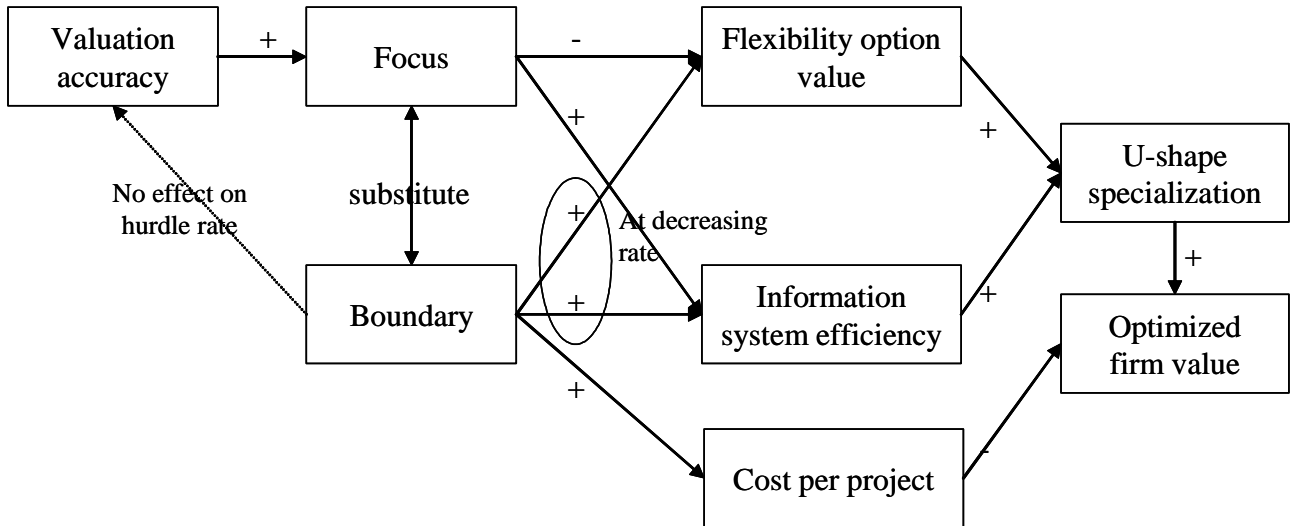 Valuation
accuracy
+
Focus
-
Flexibility option
value
+
+
U-shape
specialization
No effect on
hurdle rate
substitute
+
At decreasing
rate
+
Boundary
+
Information
system efficiency
+
+
Optimized
firm value
Cost per project
-